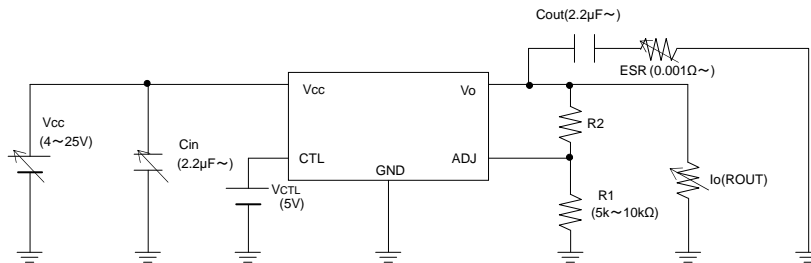 Cout(2.2µF～)
ESR (0.001Ω～)
Vcc
Vo
Vcc
(4～25V)
Cin
(2.2µF～)
R2
CTL
ADJ
GND
VCTL
(5V)
Io(ROUT)
R1
(5k～10kΩ)